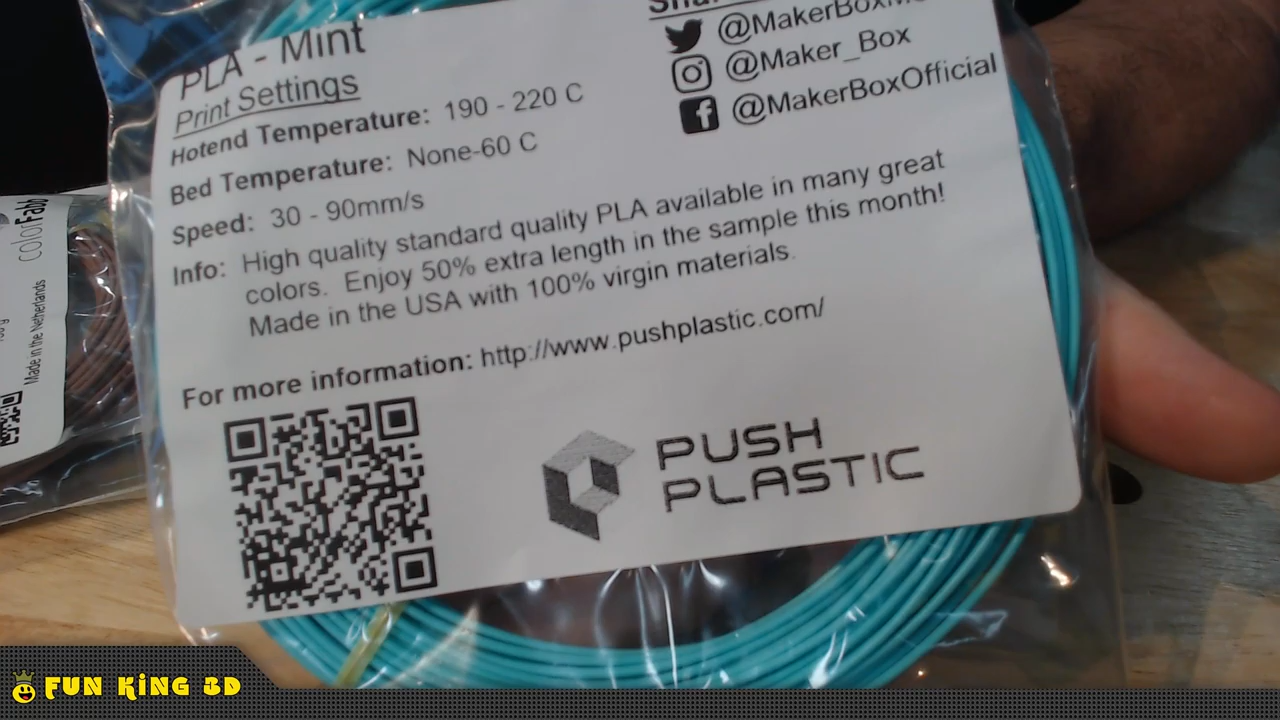 PLA - Mint
Print Settings
Hotend Temperature: 190 - 220 C
Bed Temperature: None-60 C
Speed: 30 - 90mm/s
Info: High quality standard quality PLA available in many great
colors. Enjoy 50% extra length in the sample this month!
Made in the USA with 100% virgin materials.
For more information: http://www.pushplastic.com/
@Maker_Box
@MakerBoxOfficial
PUSH
PLASTIC
colorFabb
Made in the Netherlands
FUN KING 3D